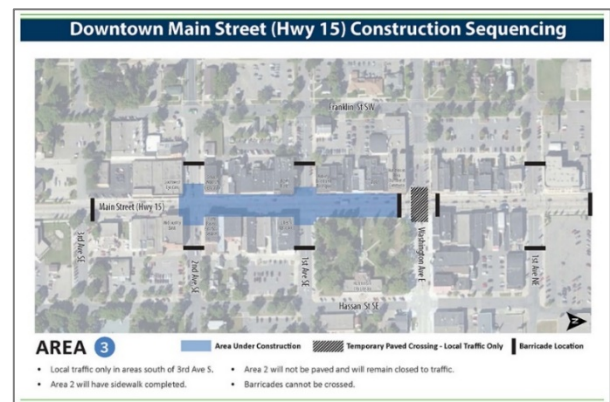 Downtown Main Street (Hwy 15) Construction Sequencing
Franklin St SW
Main Street (Hwy 15)
3rd Ave SE
2nd Ave SE
1st Ave SE
Washington Ave E
1st Ave NE
Hassan St SE
N
AREA 3
Area Under Construction
Temporary Paved Crossing - Local Traffic Only
Barricade Location
• Local traffic only in areas south of 3rd Ave S.
• Area 2 will have sidewalk completed.
• Area 2 will not be paved and will remain closed to traffic.
• Barricades cannot be crossed.